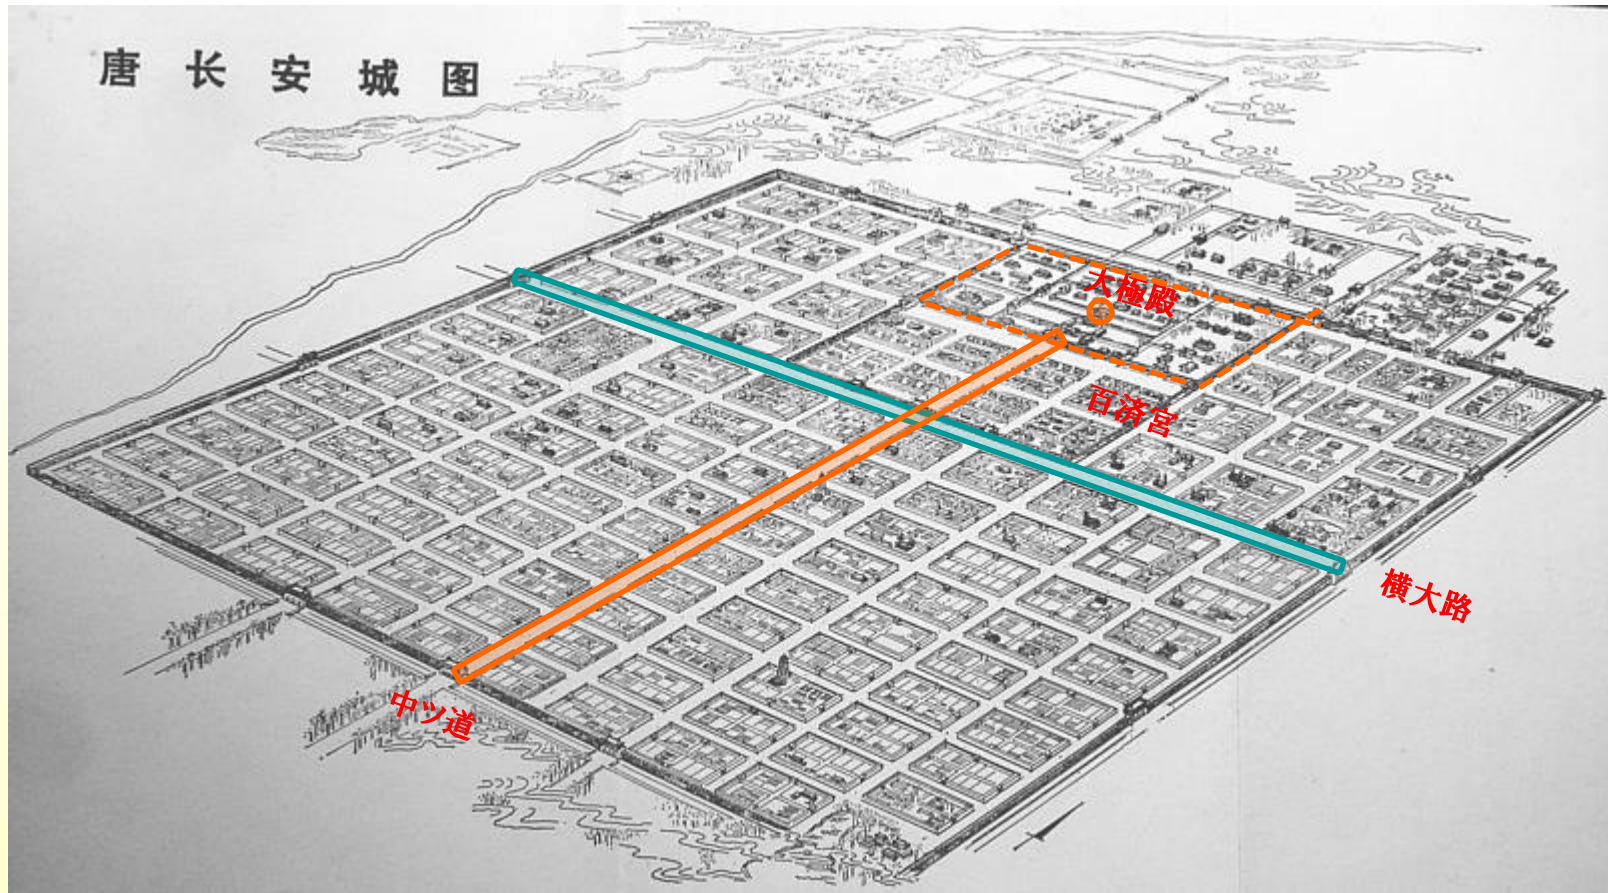 唐长安城图
大極殿
百済宮
横大路
中ツ道